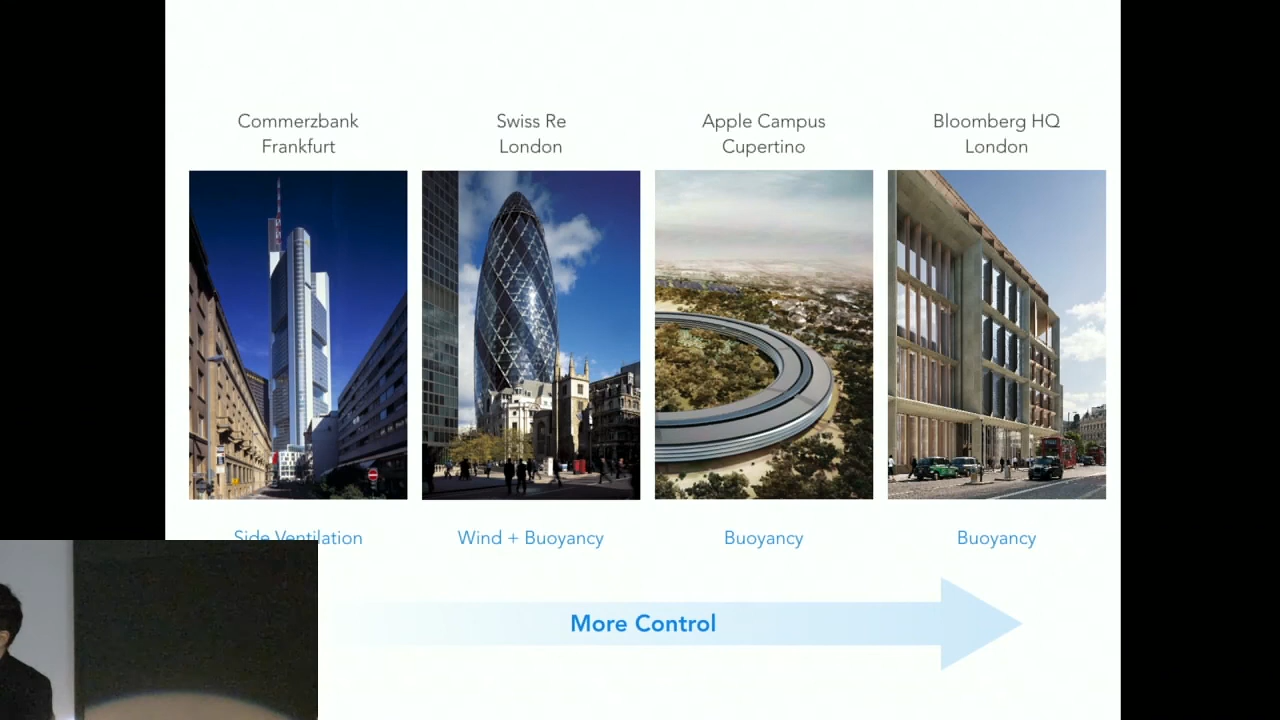 Commerzbank
Frankfurt
Swiss Re
London
Apple Campus
Cupertino
Bloomberg HQ
London
Side Ventilation
Wind + Buoyancy
Buoyancy
Buoyancy
More Control